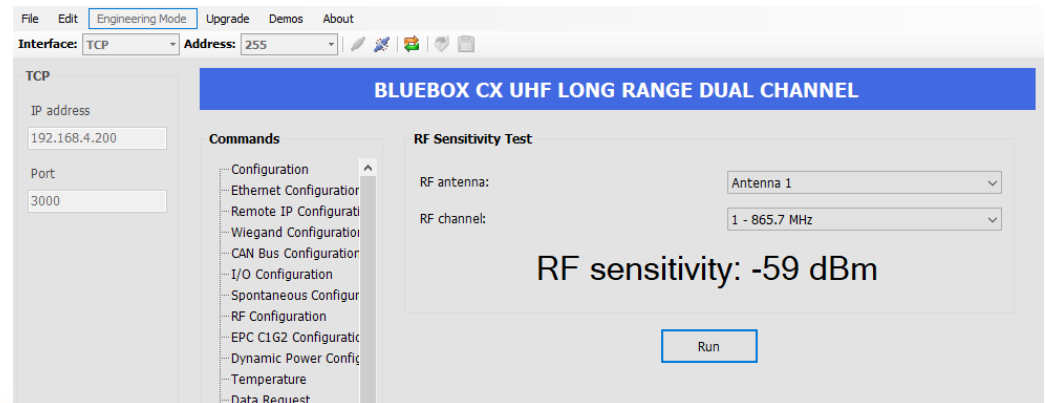 File Edit Engineering Mode Upgrade Demos About
Interface: TCP Address: 255
TCP
IP address
192.168.4.200
Port
3000
BLUEBOX CX UHF LONG RANGE DUAL CHANNEL
Commands
Configuration
Ethernet Configuration
Remote IP Configurati
Wiegand Configuration
CAN Bus Configuration
I/O Configuration
Spontaneous Configur
RF Configuration
EPC C1G2 Configuratic
Dynamic Power Config
Temperature
Data Request
RF Sensitivity Test
RF antenna: Antenna 1
RF channel: 1 - 865.7 MHz
RF sensitivity: -59 dBm
Run